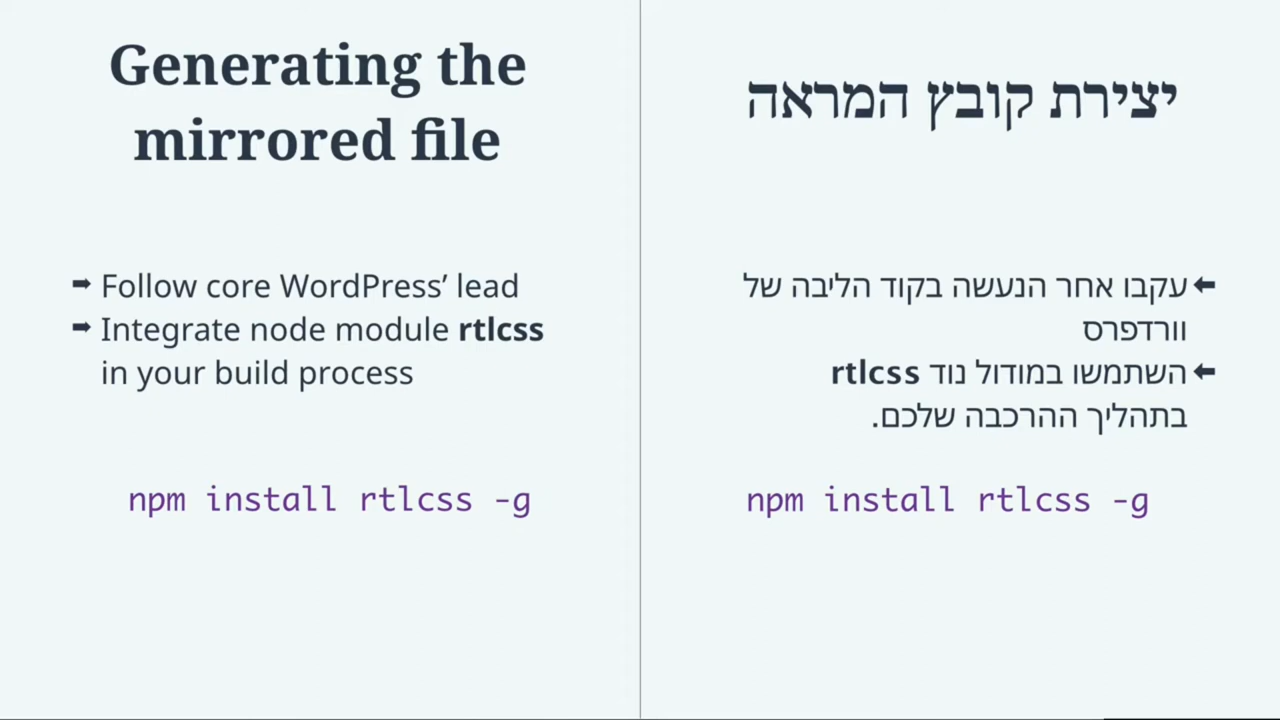 Generating the
mirrored file
➡ Follow core WordPress’ lead
➡ Integrate node module rtlcss
in your build process
npm install rtlcss -g
יצירת קובץ המראה
⬅ עקבו אחר הנעשה בקוד הליבה של
וורדפרס
⬅ השתמשו במודול נוד rtlcss
בתהליך ההרכבה שלכם.
npm install rtlcss -g